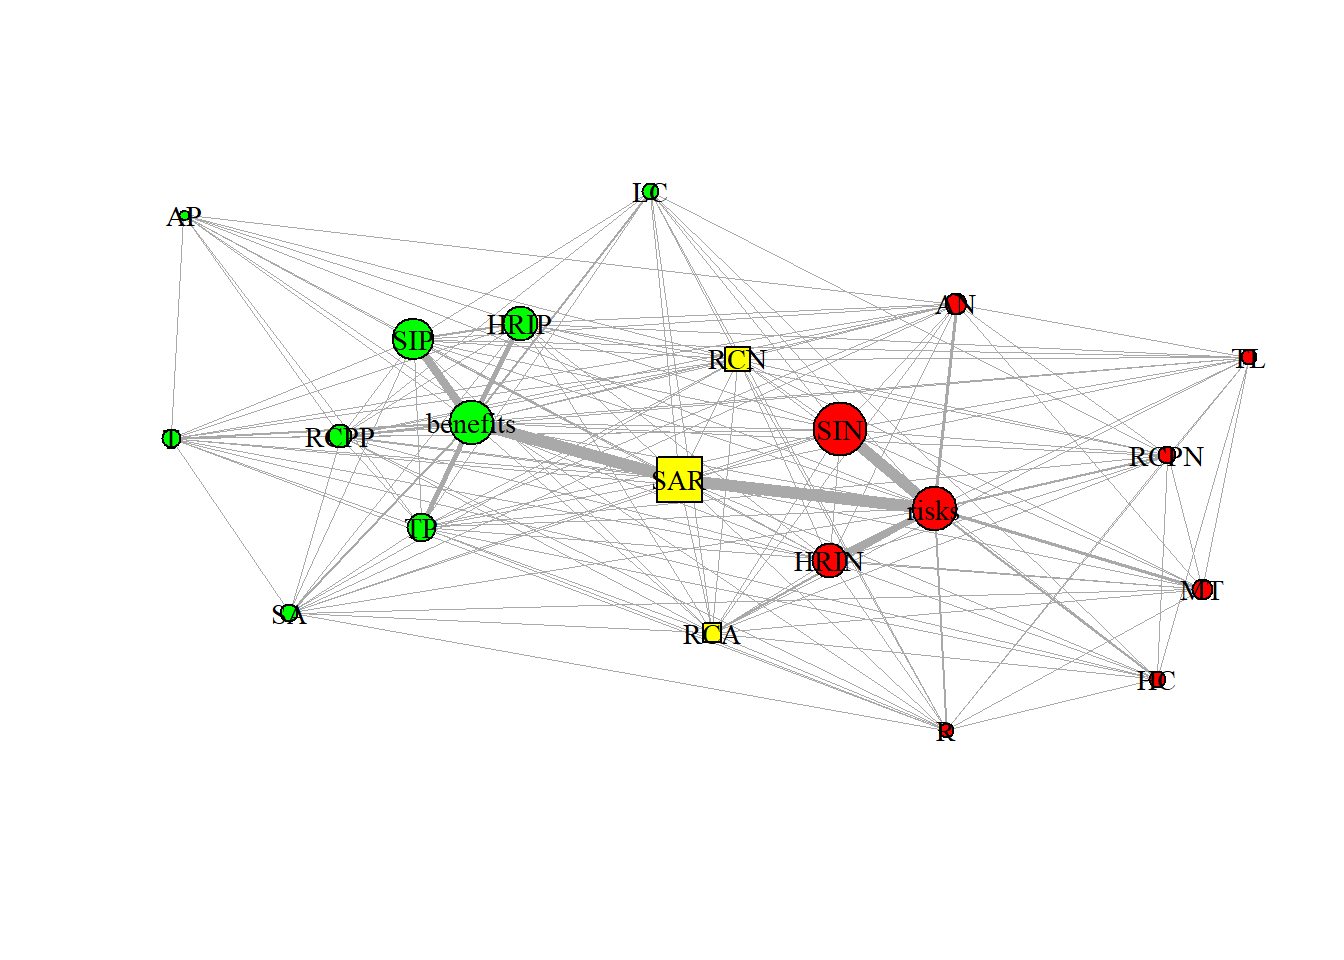 LC
AP
AN
HRIP
SIP
RCN
TL
benefits
RCPP
T
SIN
RCPN
SAR
risks
TP
HRIN
MT
SA
RCA
HC
R